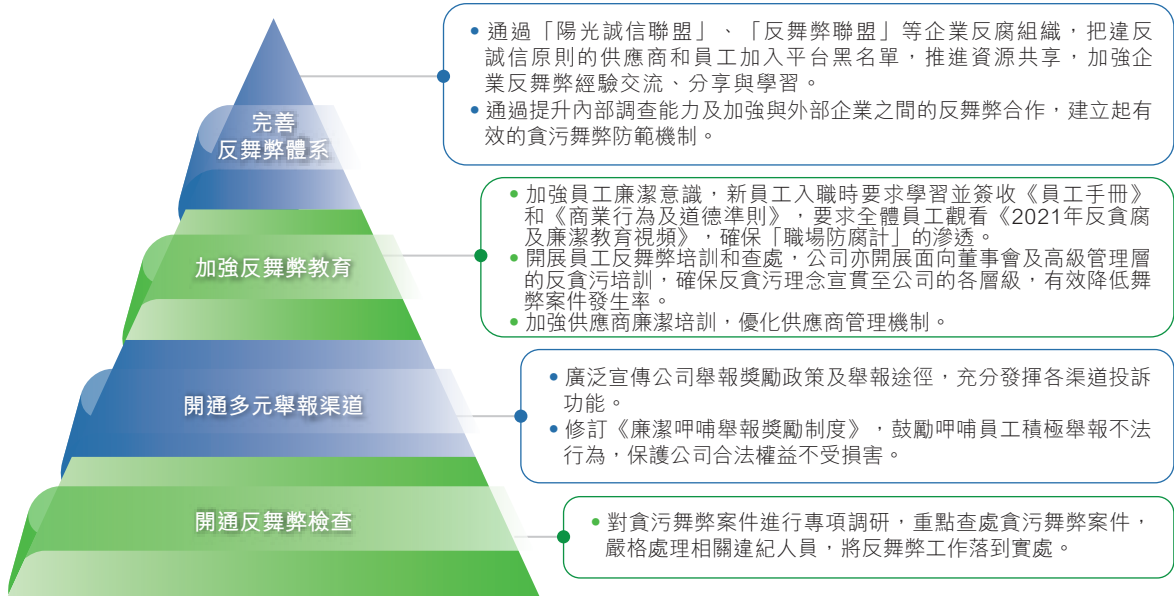 完善
反舞弊體系
• 通過「陽光誠信聯盟」、「反舞弊聯盟」等企業反腐組織，把違反
誠信原則的供應商和員工加入平台黑名單，推進資源共享，加強企
業反舞弊經驗交流、分享與學習。
• 通過提升內部調查能力及加強與外部企業之間的反舞弊合作，建立起有
效的貪污舞弊防範機制。
加強反舞弊教育
• 加強員工廉潔意識，新員工入職時要求學習並簽收《員工手冊》
和《商業行為及道德準則》，要求全體員工觀看《2021年反貪腐
及廉潔教育視頻》，確保「職場防腐計」的滲透。
• 開展員工反舞弊培訓和查處，公司亦開展面向董事會及高級管理層
的反貪污培訓，確保反貪污理念宣貫至公司的各層級，有效降低舞
弊案件發生率。
• 加強供應商廉潔培訓，優化供應商管理機制。
開通多元舉報渠道
• 廣泛宣傳公司舉報獎勵政策及舉報途徑，充分發揮各渠道投訴
功能。
• 修訂《廉潔呷哺舉報獎勵制度》，鼓勵呷哺員工積極舉報不法
行為，保護公司合法權益不受損害。
開通反舞弊檢查
• 對貪污舞弊案件進行專項調研，重點查處貪污舞弊案件，
嚴格處理相關違紀人員，將反舞弊工作落到實處。